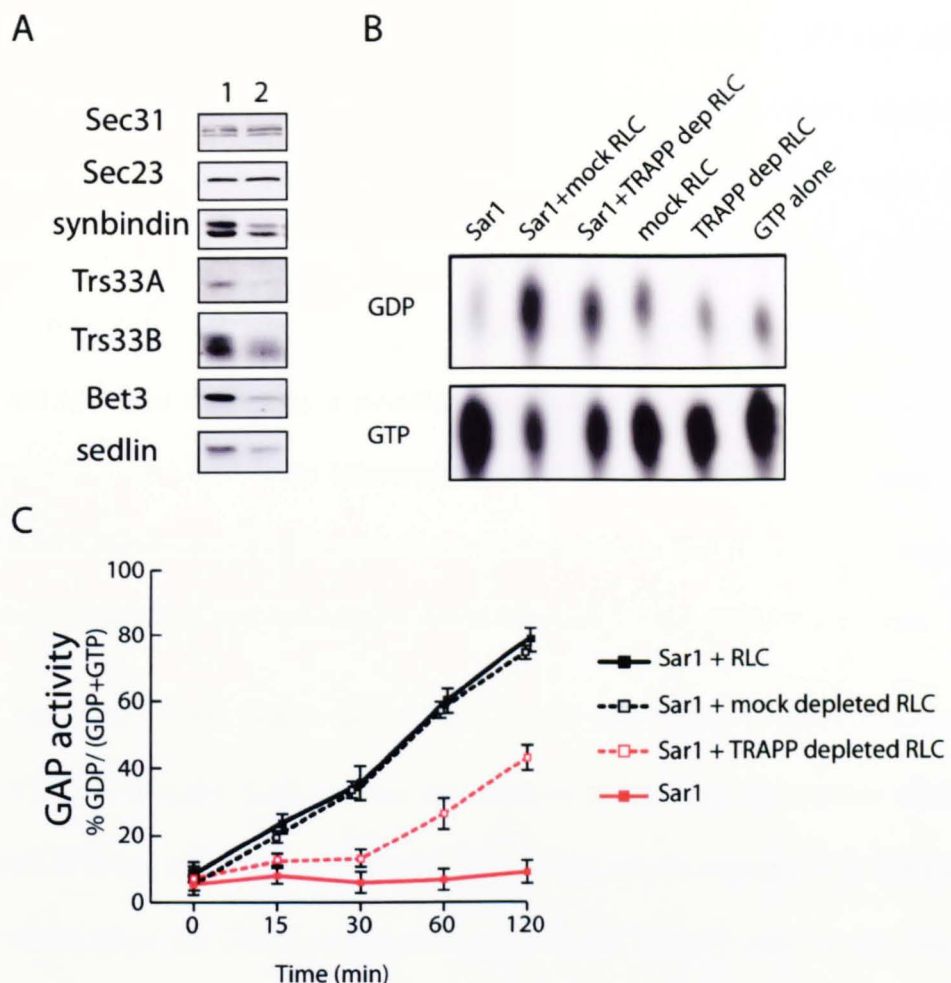 A
1 2
Sec31
Sec23
synbindin
Trs33A
Trs33B
Bet3
sedlin
B
Sar1
Sar1+mock RLC
Sar1+TRAPP dep RLC
mock RLC
TRAPP dep RLC
GTP alone
GDP
GTP
C
GAP activity
% GDP/ (GDP+GTP)
100
80
60
40
20
0
0 15 30 60 120
Time (min)
Sar1 + RLC
Sar1 + mock depleted RLC
Sar1 + TRAPP depleted RLC
Sar1